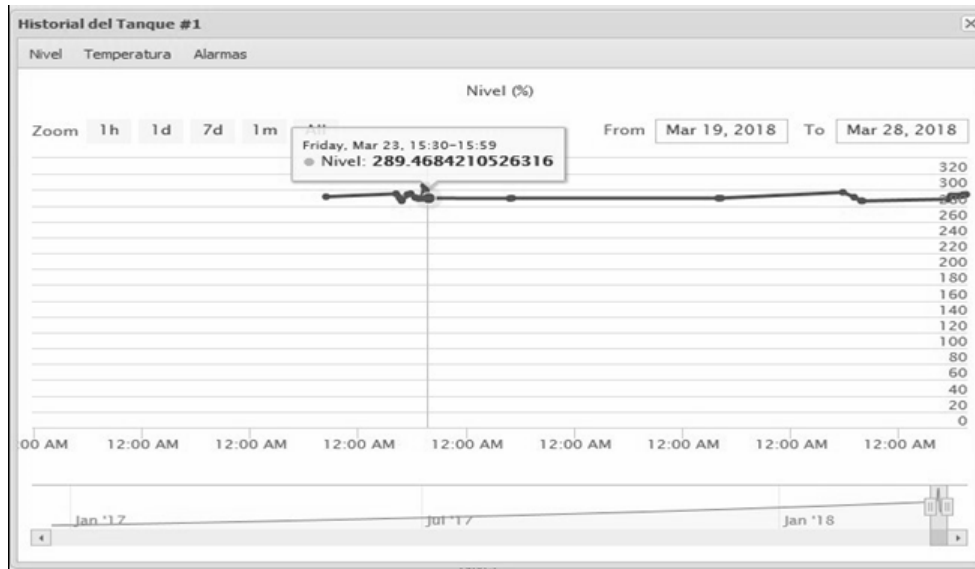 Historial del Tanque #1
Nivel Temperatura Alarmas
Nivel (%)
Zoom 1h 1d 7d 1m All From Mar 19, 2018 To Mar 28, 2018
Friday, Mar 23, 15:30-15:59
Nivel: 289.4684210526316
320
300
280
260
240
220
200
180
160
140
120
100
80
60
40
20
0
:00 AM 12:00 AM 12:00 AM 12:00 AM 12:00 AM 12:00 AM 12:00 AM 12:00 AM 12:00 AM
Jan '17 Jul '17 Jan '18